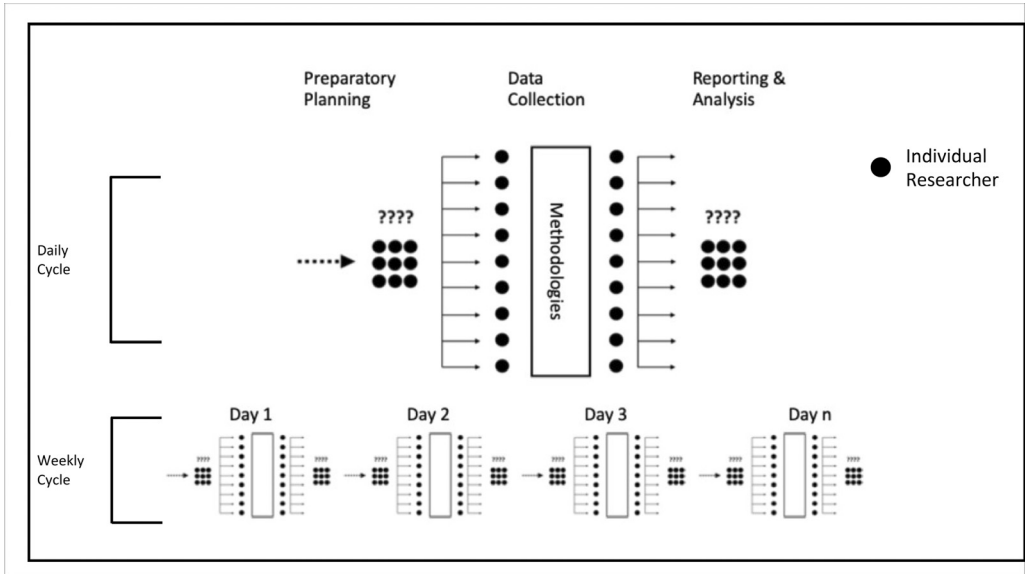 Preparatory
Planning
Data
Collection
Reporting &
Analysis
Individual
Researcher
????
????
Methodologies
Daily
Cycle
Day 1
Day 2
Day 3
Day n
Weekly
Cycle
????
????
????
????
????
????
????
????